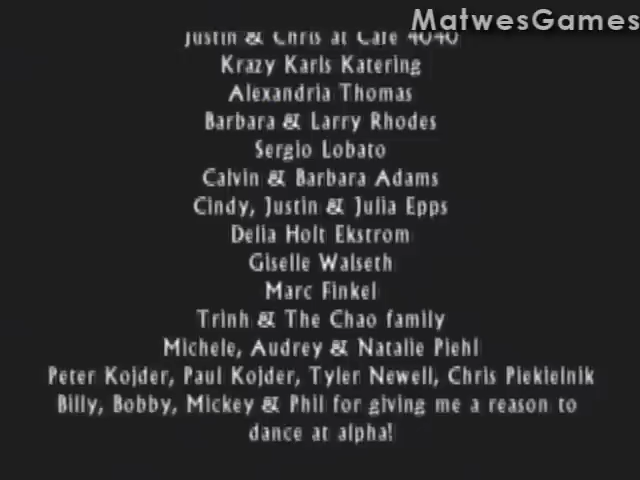 MatwesGames
Justin & Chris at Cafe 4040
Krazy Karls Katering
Alexandria Thomas
Barbara & Larry Rhodes
Sergio Lobato
Calvin & Barbara Adams
Cindy, Justin & Julia Epps
Delia Holt Ekstrom
Giselle Walseth
Marc Finkel
Trinh & The Chao family
Michele, Audrey & Natalie Piehl
Peter Kojder, Paul Kojder, Tyler Newell, Chris Piekielnik
Billy, Bobby, Mickey & Phil for giving me a reason to
dance at alpha!